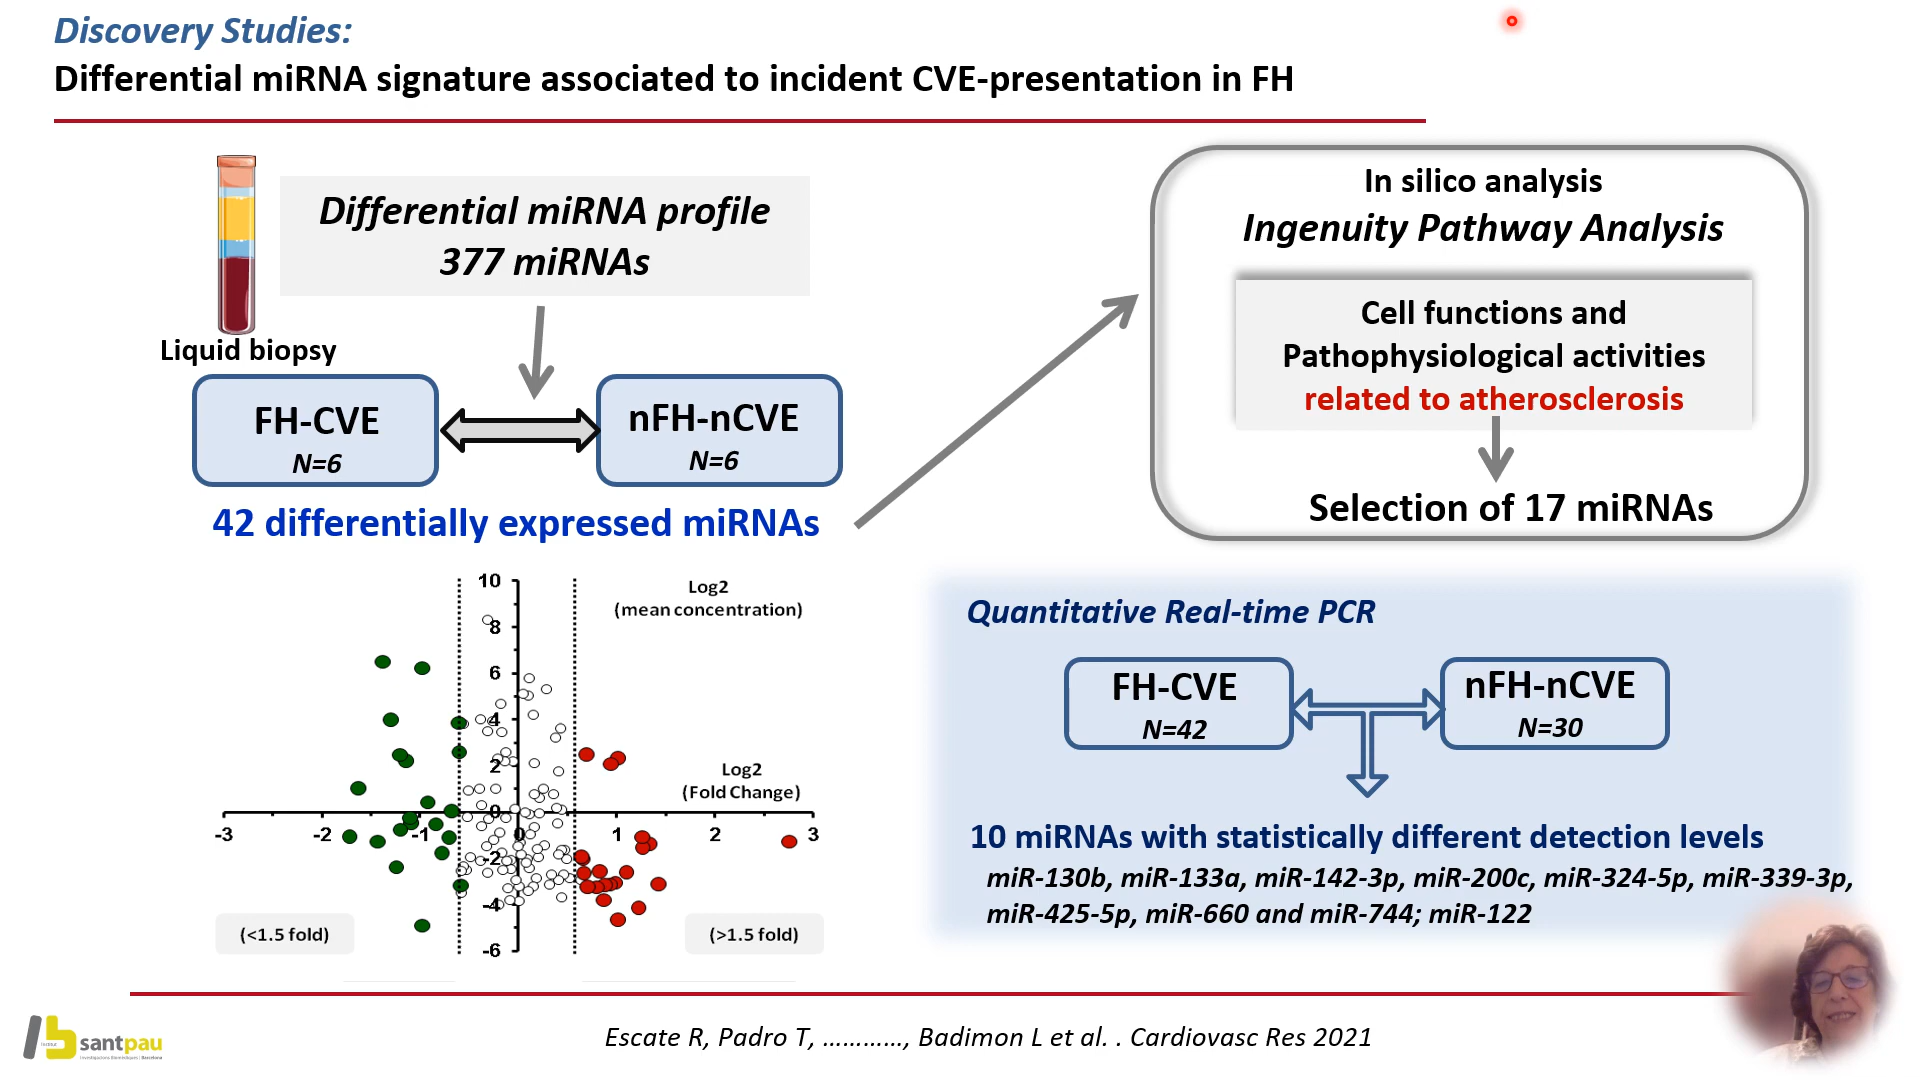 Discovery Studies:
Differential miRNA signature associated to incident CVE-presentation in FH
Differential miRNA profile
377 miRNAs
Liquid biopsy
FH-CVE
N=6
nFH-nCVE
N=6
42 differentially expressed miRNAs
In silico analysis
Ingenuity Pathway Analysis
Cell functions and
Pathophysiological activities
related to atherosclerosis
Selection of 17 miRNAs
Log2
(mean concentration)
10
8
6
4
2
0
-2
-4
-6
Log2
(Fold Change)
-3 -2 -1 0 1 2 3
(<1.5 fold)
(>1.5 fold)
Quantitative Real-time PCR
FH-CVE
N=42
nFH-nCVE
N=30
10 miRNAs with statistically different detection levels
miR-130b, miR-133a, miR-142-3p, miR-200c, miR-324-5p, miR-339-3p,
miR-425-5p, miR-660 and miR-744; miR-122
santpau
Escate R, Padro T, …………, Badimon L et al. . Cardiovasc Res 2021